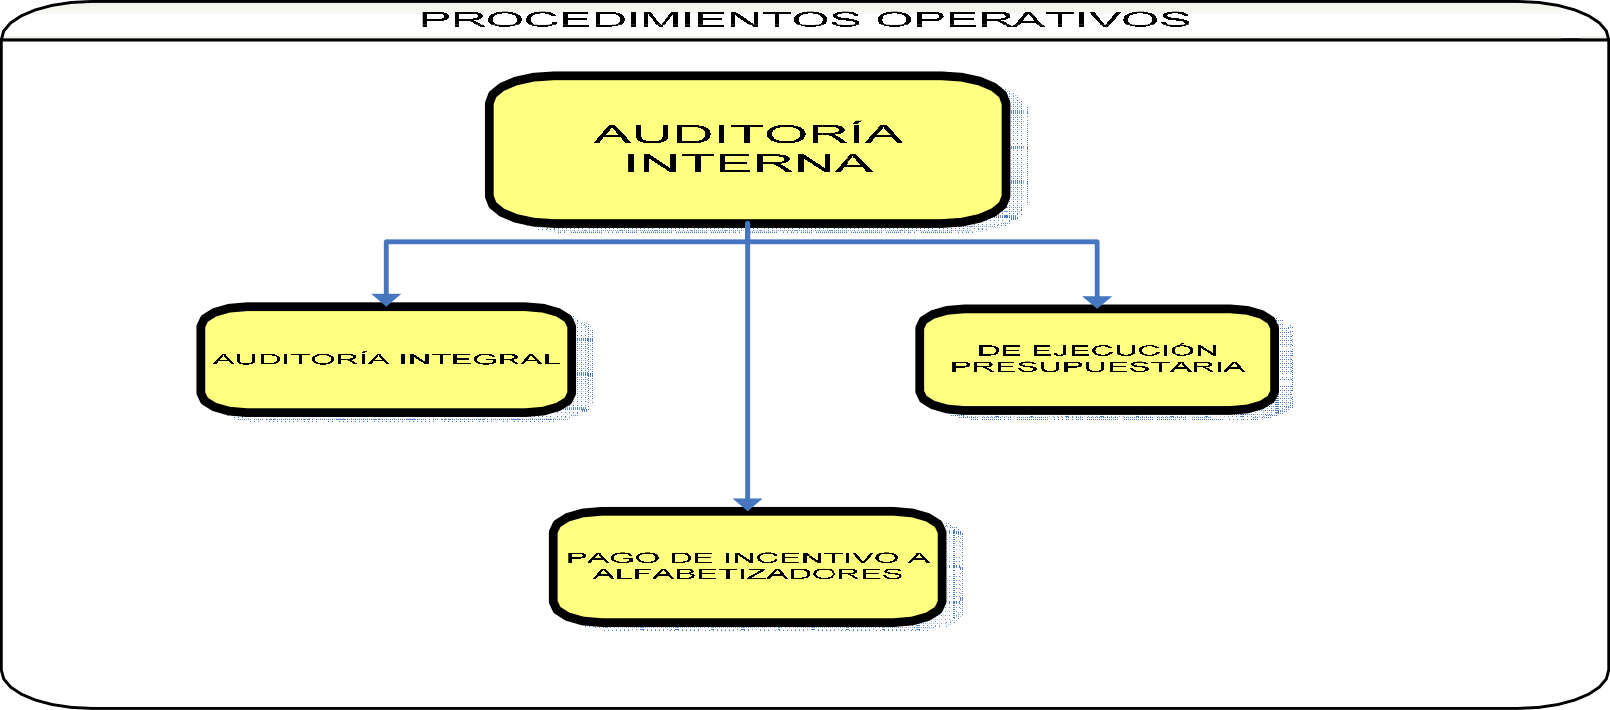 PROCEDIMIENTOS OPERATIVOS
AUDITORÍA
INTERNA
AUDITORÍA INTEGRAL
DE EJECUCIÓN
PRESUPUESTARIA
PAGO DE INCENTIVO A
ALFABETIZADORES